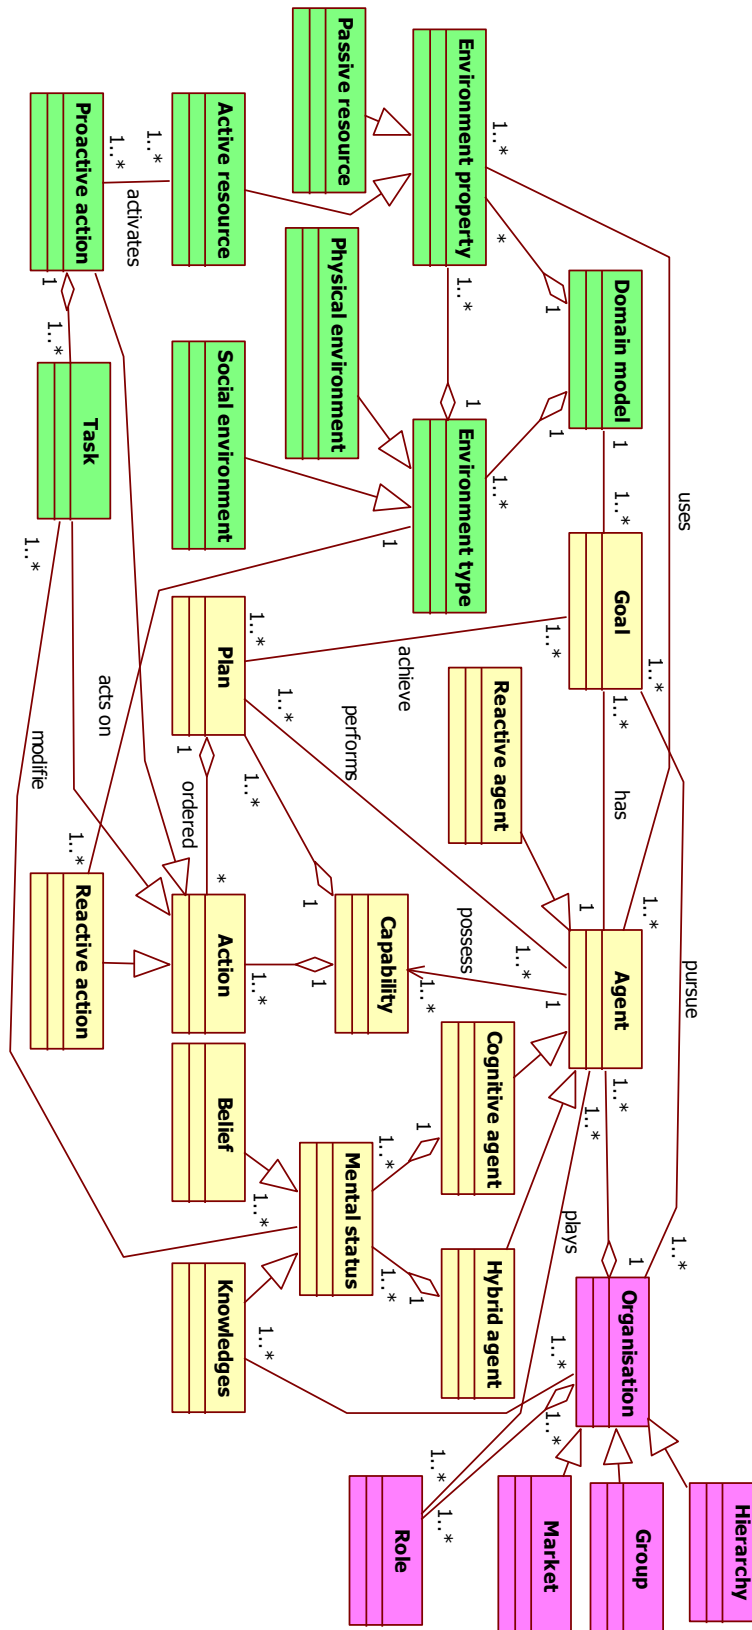 Hierarchy
pursue
uses
1..*
1..*
1..*
Group
Domain model
Goal
Agent
Organisation
1
1
1..*
1..*
has
1..*
1..*
1
plays
1
1
1..*
1
1..*
1..*
Market
1..*
1..*
*
1..*
Reactive agent
Cognitive agent
Hybrid agent
1
Environment property
Environment type
possess
1..*
1..*
1..*
1..*
1
1
achieve
Role
1
Capability
1..*
1..*
Passive resource
Physical environment
performs
Mental status
1
1
1..*
1..*
1..*
1..*
1..*
1..*
Active resource
Social environment
Plan
Action
Belief
Knowledges
*
ordered
1
1..*
activates
1..*
acts on
Proactive action
Task
Reactive action
1..*
1
1..*
modifie
1..*